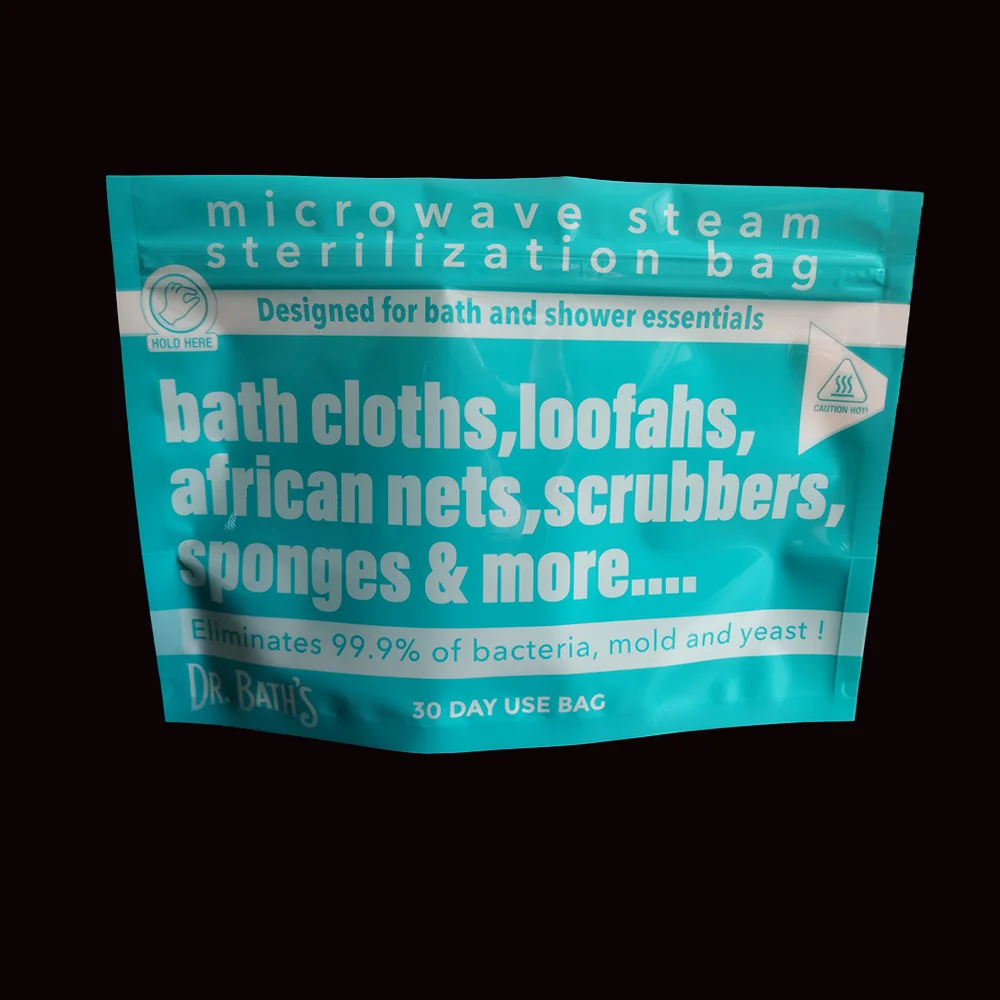 microwave steam
sterilization bag
Designed for bath and shower essentials
HOLD HERE
CAUTION HOT!
bath cloths,loofahs,
african nets,scrubbers,
sponges & more....
Eliminates 99.9% of bacteria, mold and yeast !
DR. BATH'S
30 DAY USE BAG